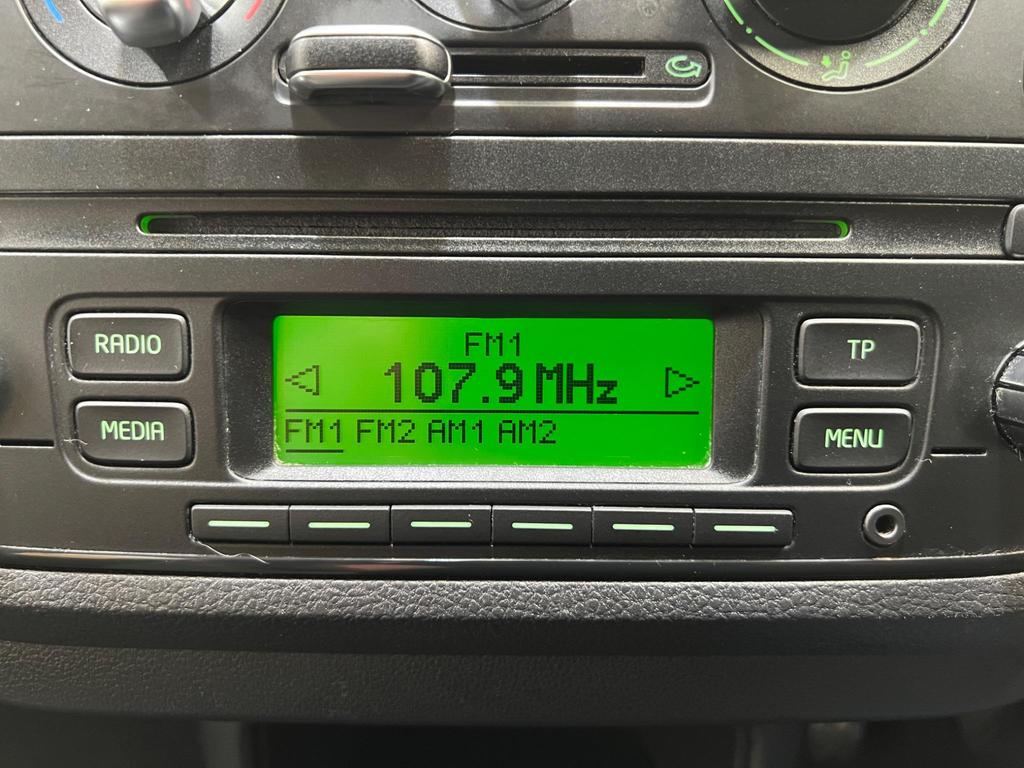 RADIO
MEDIA
FM1
107.9 MHz
FM1 FM2 AM1 AM2
TP
MENU